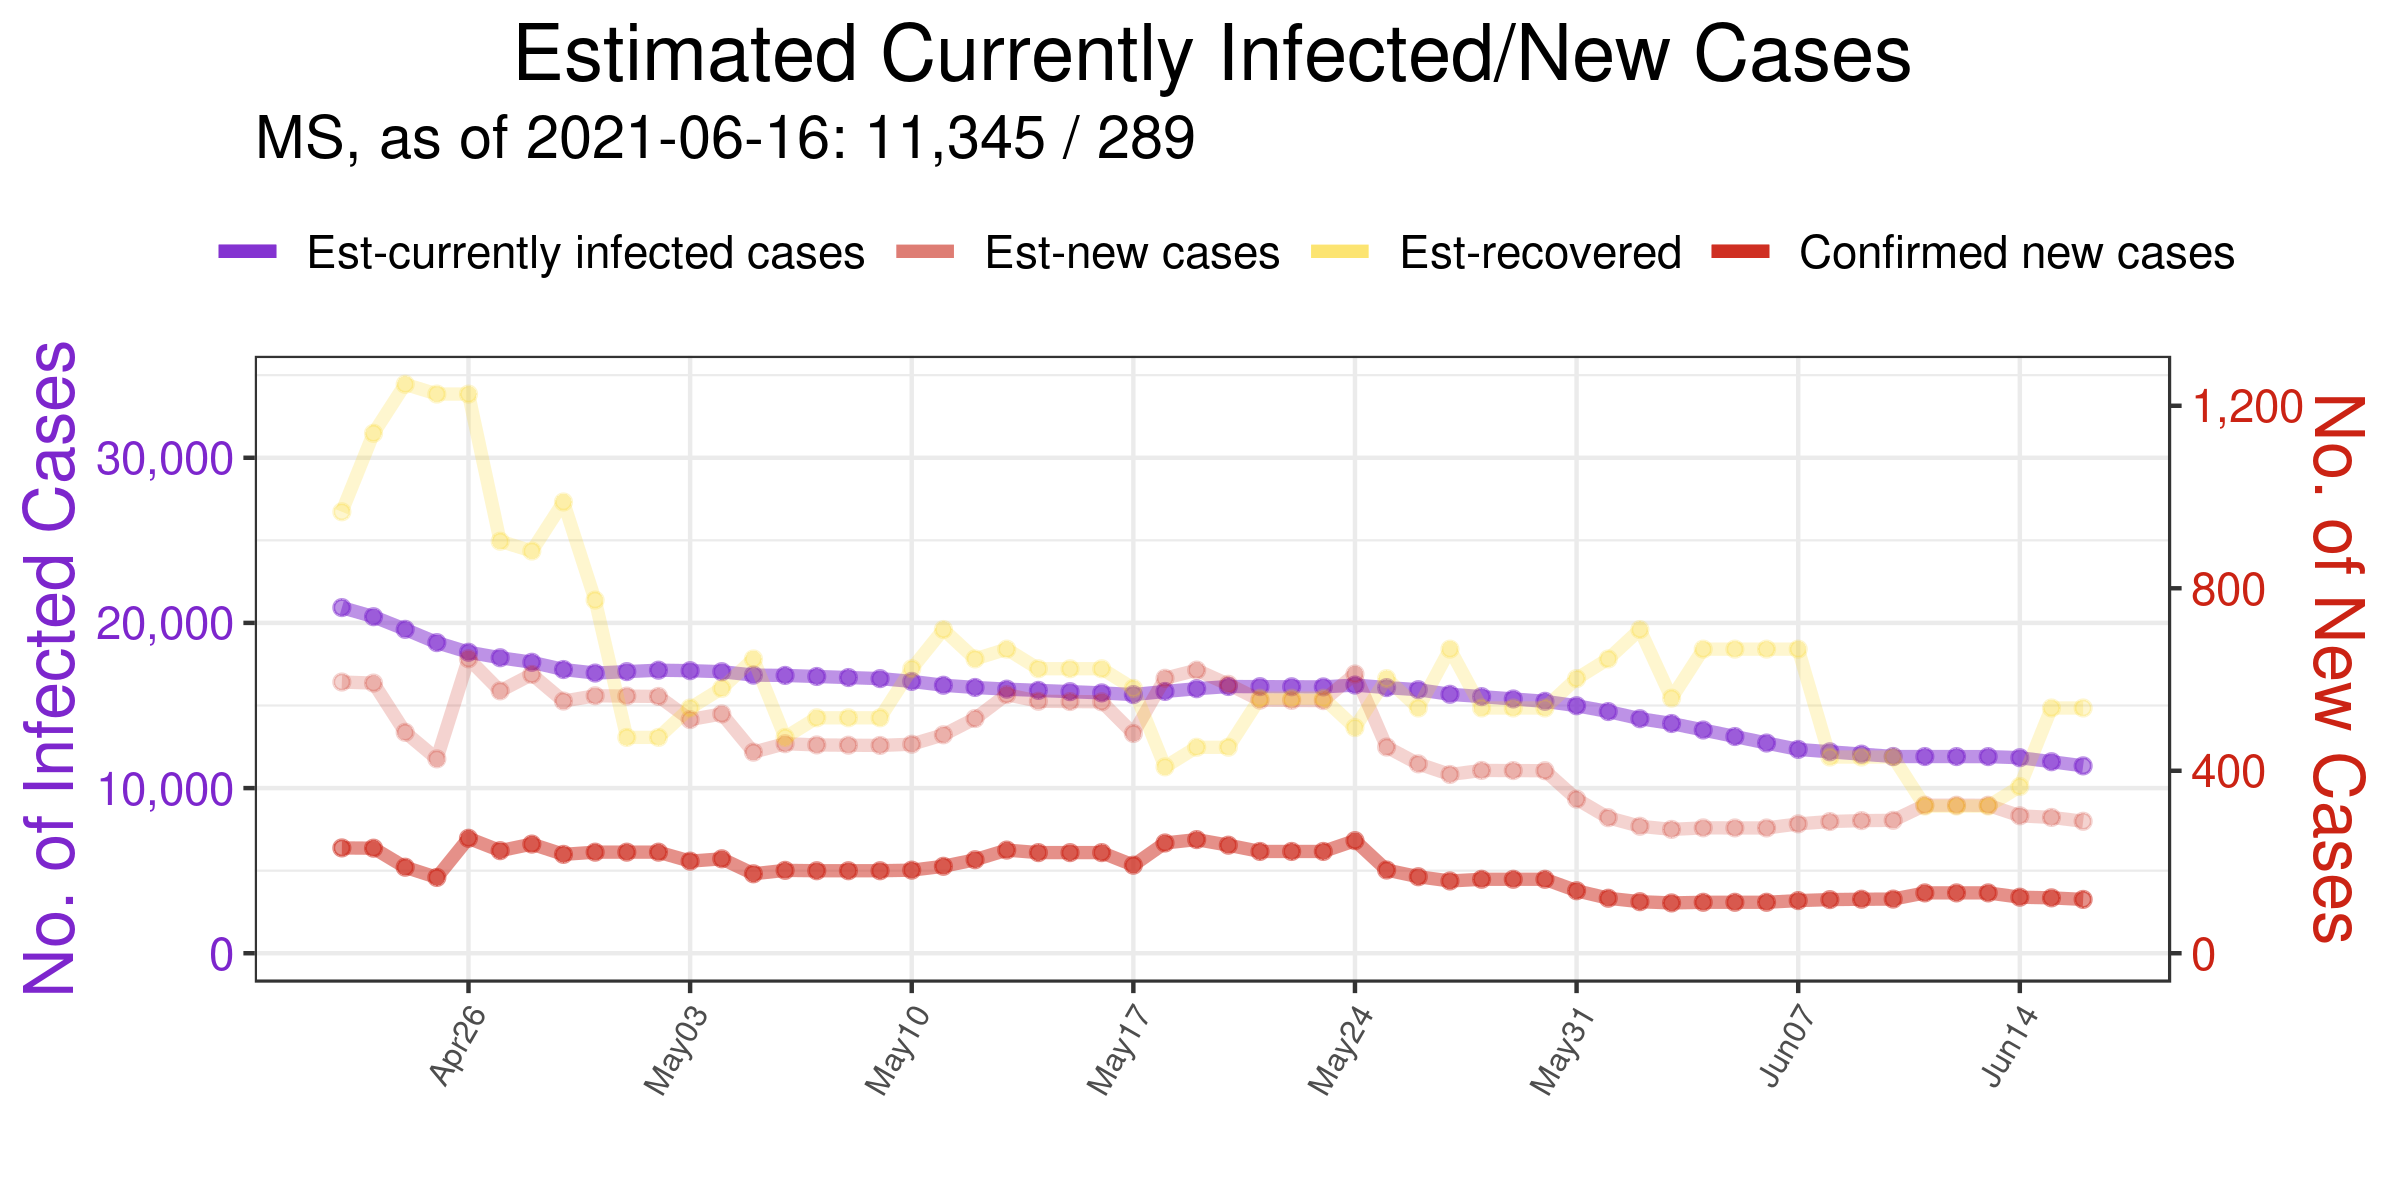 Estimated Currently Infected/New Cases
MS, as of 2021-06-16: 11,345 / 289
Est-currently infected cases Est-new cases Est-recovered Confirmed new cases
No. of Infected Cases
30,000
20,000
10,000
0
1,200
800
400
0
No. of New Cases
Apr26 May03 May10 May17 May24 May31 Jun07 Jun14